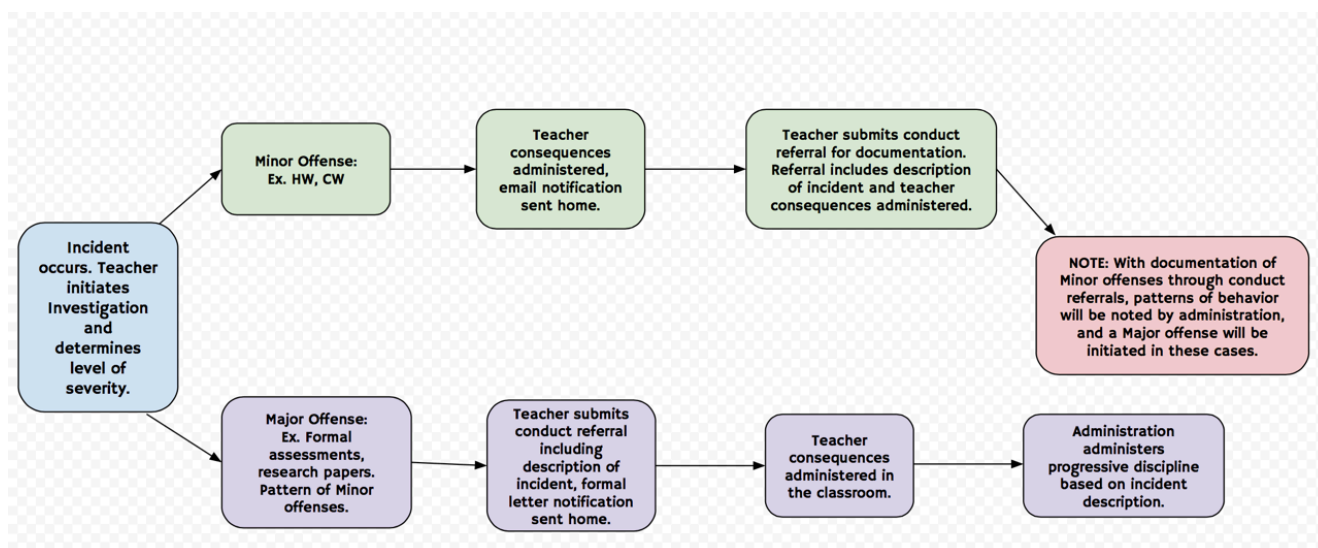 Incident
occurs. Teacher
initiates
Investigation
and
determines
level of
severity.
Minor Offense:
Ex. HW, CW
Teacher
consequences
administered,
email notification
sent home.
Teacher submits conduct
referral for documentation.
Referral includes description
of incident and teacher
consequences administered.
NOTE: With documentation of
Minor offenses through conduct
referrals, patterns of behavior
will be noted by administration,
and a Major offense will be
initiated in these cases.
Major Offense:
Ex. Formal
assessments,
research papers.
Pattern of Minor
offenses.
Teacher submits
conduct referral
including
description of
incident, formal
letter notification
sent home.
Teacher
consequences
administered in
the classroom.
Administration
administers
progressive discipline
based on incident
description.